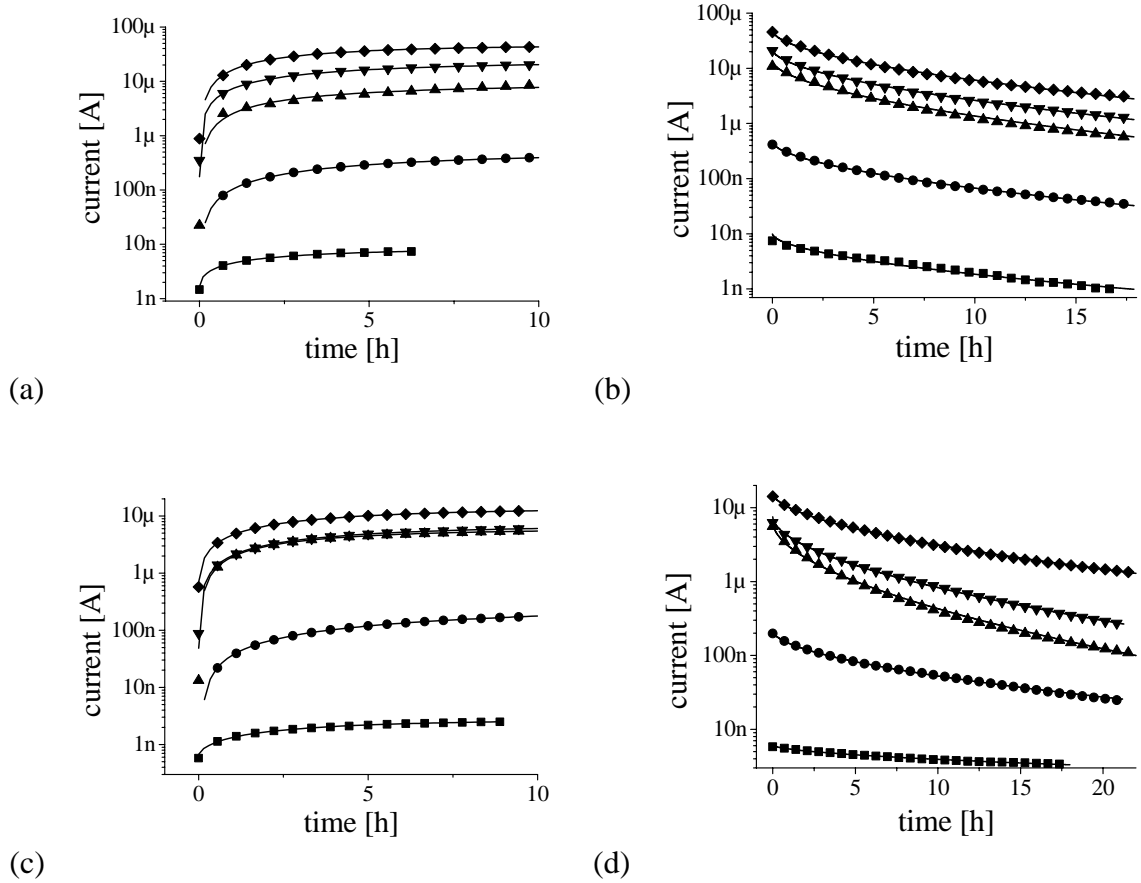 100µ
10µ
1µ
100n
10n
1n
current [A]
0
5
10
time [h]
(a)
100µ
10µ
1µ
100n
10n
1n
current [A]
0
5
10
15
time [h]
(b)
10µ
1µ
100n
10n
1n
current [A]
0
5
10
time [h]
(c)
10µ
1µ
100n
10n
current [A]
0
5
10
15
20
time [h]
(d)